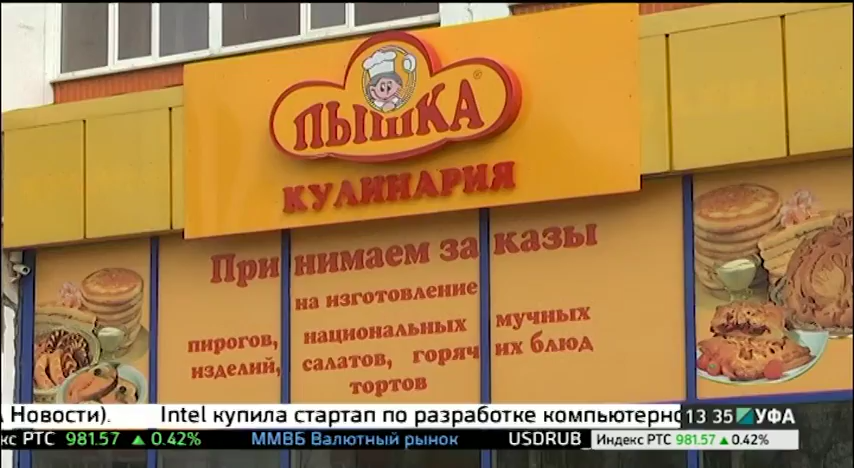 ПЫШКА®
КУЛИНАРИЯ
Принимаем заказы
на изготовление
пирогов, национальных мучных
изделий, салатов, горячих блюд
тортов
Новости). Intel купила стартап по разработке 13 35 УФА
РТС 981.57 ▲ 0.42% ММВБ Валютный рынок USDRUB Индекс РТС 981.57 ▲ 0.42%